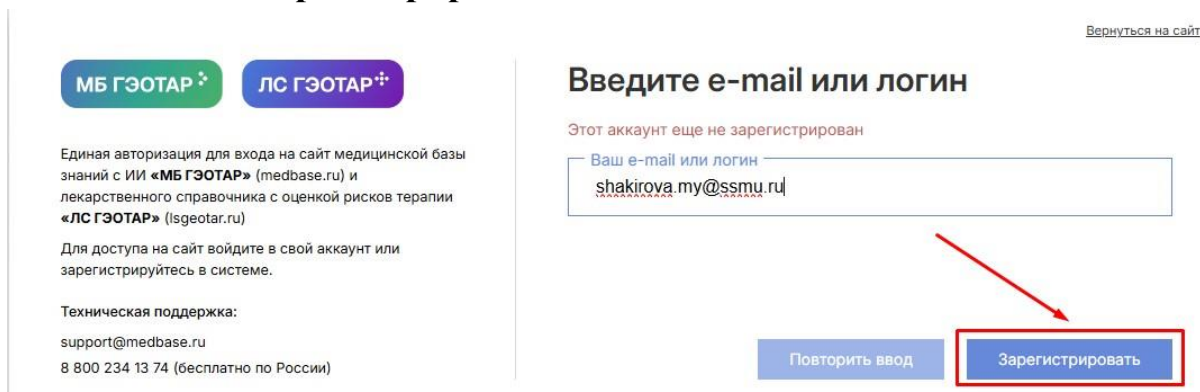 Вернуться на сайт
МБ ГЭОТАР
ЛС ГЭОТАР
Единая авторизация для входа на сайт медицинской базы
знаний с ИИ «МБ ГЭОТАР» (medbase.ru) и
лекарственного справочника с оценкой рисков терапии
«ЛС ГЭОТАР» (lsgeotar.ru)
Для доступа на сайт войдите в свой аккаунт или
зарегистрируйтесь в системе.
Техническая поддержка:
support@medbase.ru
8 800 234 13 74 (бесплатно по России)
Введите e-mail или логин
Этот аккаунт еще не зарегистрирован
Ваш e-mail или логин
shakirova.my@ssmu.ru
Повторить ввод
Зарегистрировать